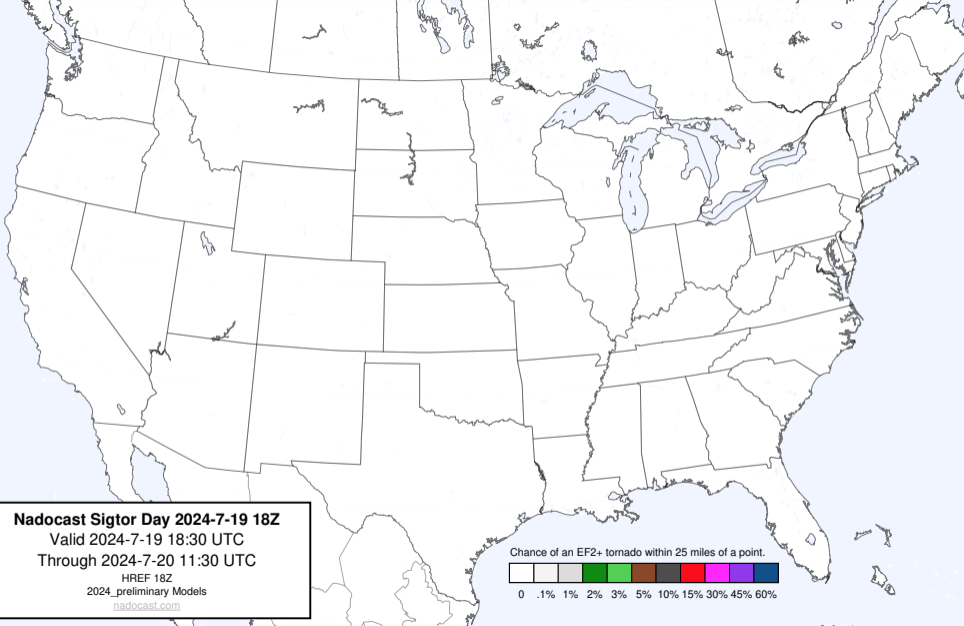 Nadocast Sigtor Day 2024-7-19 18Z
Valid 2024-7-19 18:30 UTC
Through 2024-7-20 11:30 UTC
HREF 18Z
2024_preliminary Models
nadocast.com
Chance of an EF2+ tornado within 25 miles of a point.
0 .1% 1% 2% 3% 5% 10% 15% 30% 45% 60%